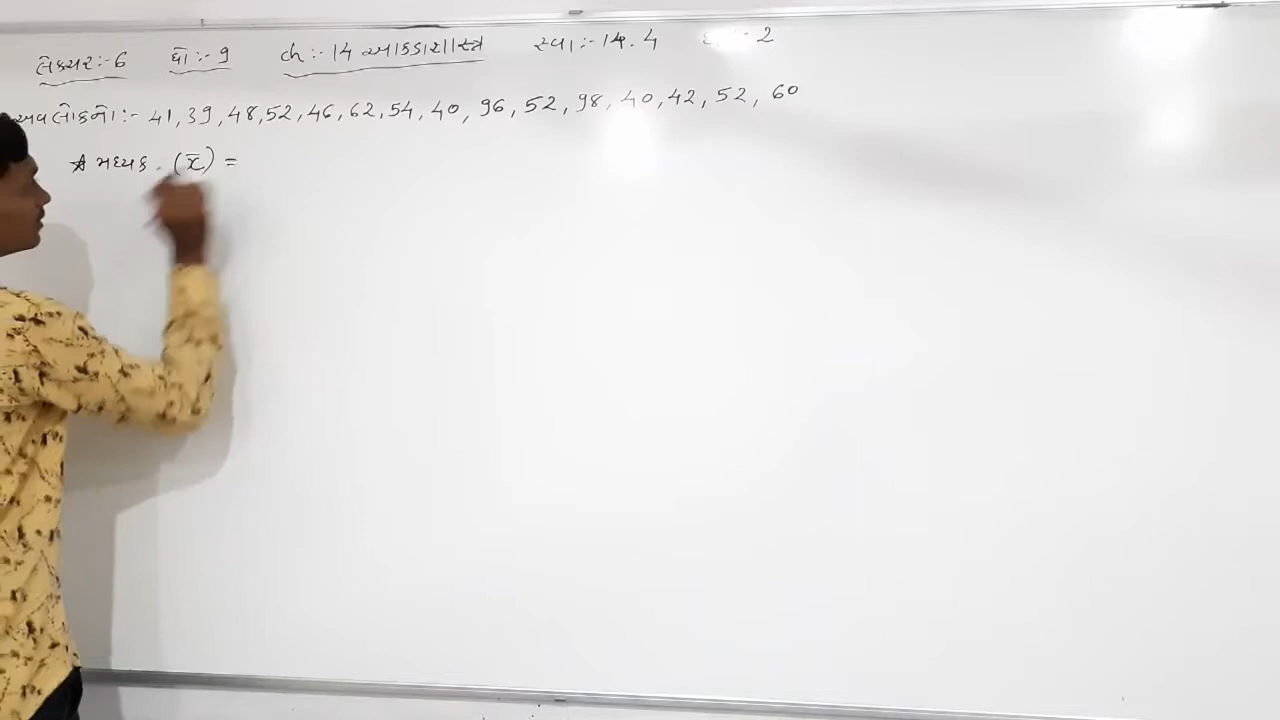 લેક્ચર:-6 ધો:-9 ch:-14 આંકડાશાસ્ત્ર સ્વા:-14.4 2
અવલોકનો:- 41, 39, 48, 52, 46, 62, 54, 40, 96, 52, 98, 40, 42, 52, 60
* મધ્યક (x̄) =